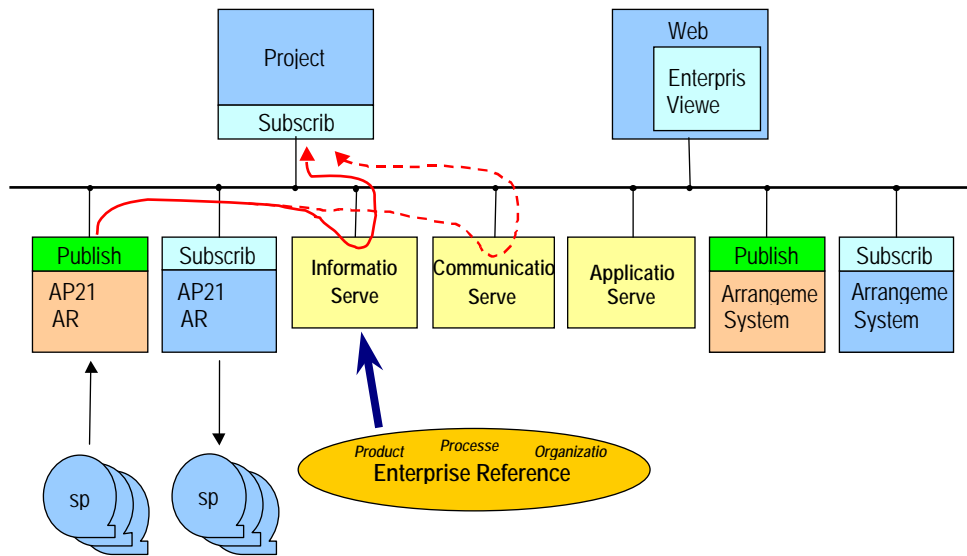 Project
Subscrib
Web
Enterpris
Viewe
Publish
AP21
AR
Subscrib
AP21
AR
Informatio
Serve
Communicatio
Serve
Applicatio
Serve
Publish
Arrangeme
System
Subscrib
Arrangeme
System
sp
sp
Product
Processe
Organizatio
Enterprise Reference